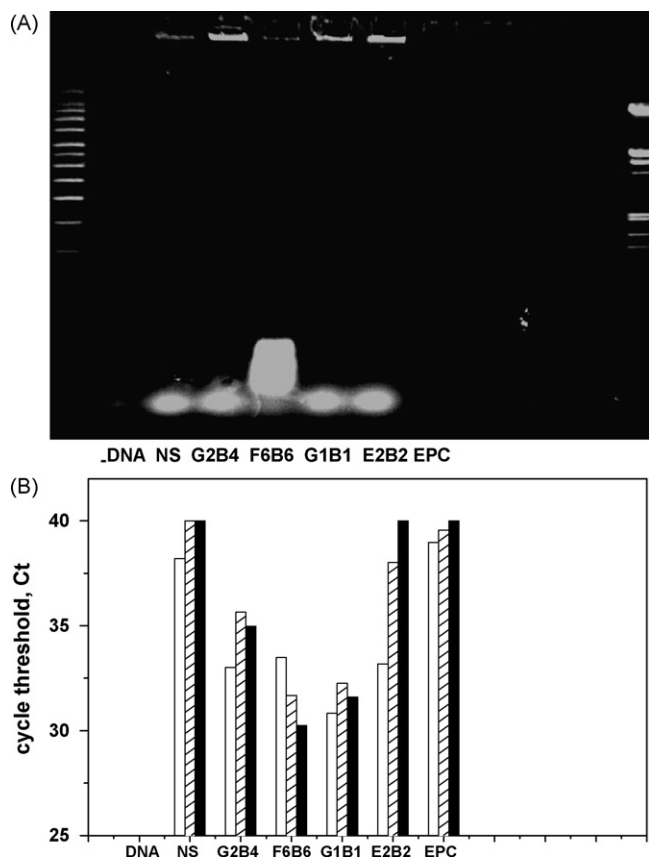 (A)
-DNA NS G2B4 F6B6 G1B1 E2B2 EPC
(B)
40
35
30
25
cycle threshold, Ct
DNA NS G2B4 F6B6 G1B1 E2B2 EPC